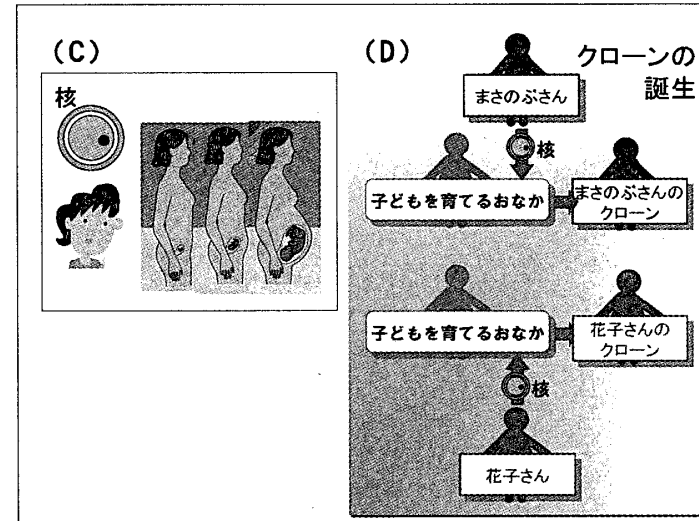 (C)
核
(D)
クローンの
誕生
まさのぶさん
核
子どもを育てるおなか
まさのぶさんの
クローン
子どもを育てるおなか
花子さんの
クローン
核
花子さん